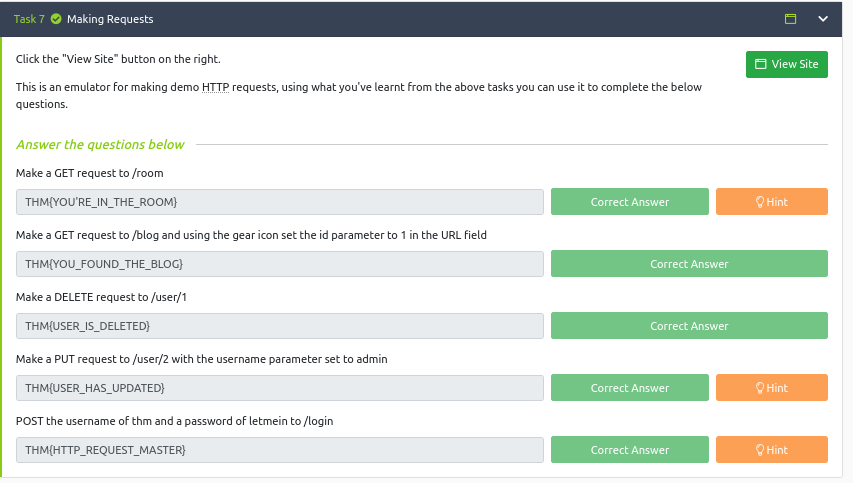 Task 7 Making Requests
Click the "View Site" button on the right.
View Site
This is an emulator for making demo HTTP requests, using what you've learnt from the above tasks you can use it to complete the below
questions.
Answer the questions below
Make a GET request to /room
THM{YOU'RE_IN_THE_ROOM} Correct Answer Hint
Make a GET request to /blog and using the gear icon set the id parameter to 1 in the URL field
THM{YOU_FOUND_THE_BLOG} Correct Answer
Make a DELETE request to /user/1
THM{USER_IS_DELETED} Correct Answer
Make a PUT request to /user/2 with the username parameter set to admin
THM{USER_HAS_UPDATED} Correct Answer Hint
POST the username of thm and a password of letmein to /login
THM{HTTP_REQUEST_MASTER} Correct Answer Hint